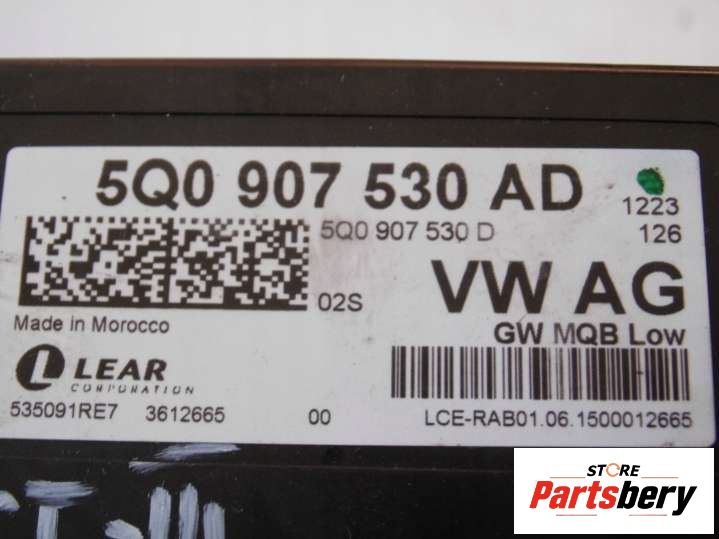 5Q0 907 530 AD
1223
5Q0 907 530 D
126
02S
VW AG
Made in Morocco
GW MQB Low
LEAR
CORPORATION
535091RE7 3612665 00
LCE-RAB01.06.1500012665
STORE
Partsbery